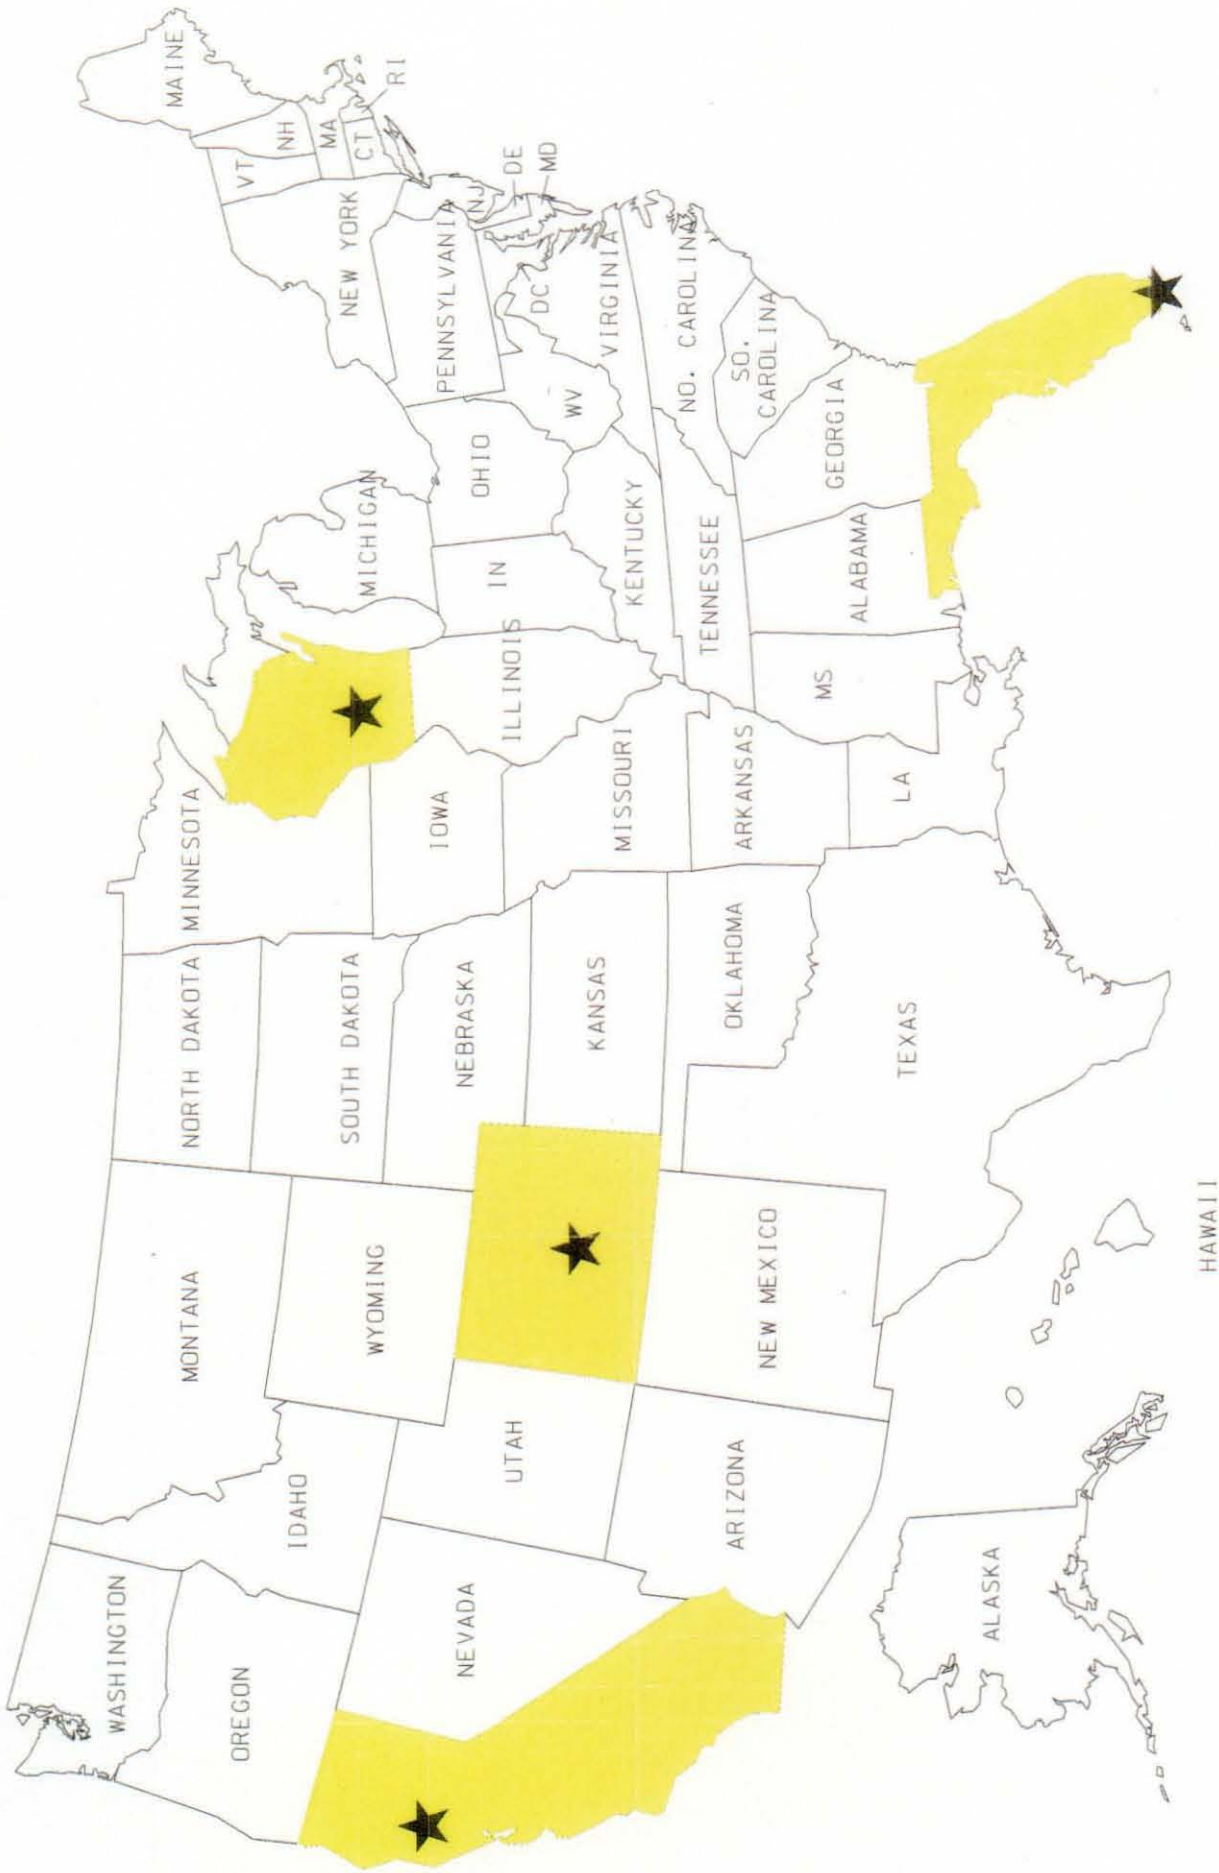 WASHINGTON
OREGON
NEVADA
IDAHO
MONTANA
WYOMING
UTAH
ARIZONA
NEW MEXICO
NORTH DAKOTA
SOUTH DAKOTA
NEBRASKA
KANSAS
OKLAHOMA
TEXAS
MINNESOTA
IOWA
MISSOURI
ARKANSAS
LA
ILLINOIS
MS
MICHIGAN
IN
OHIO
KENTUCKY
TENNESSEE
ALABAMA
GEORGIA
SO.
CAROLINA
NO. CAROLINA
VIRGINIA
WV
DC
PENNSYLVANIA
NEW YORK
VT
NH
MAINE
MA
CT
RI
NJ
DE
MD
ALASKA
HAWAII